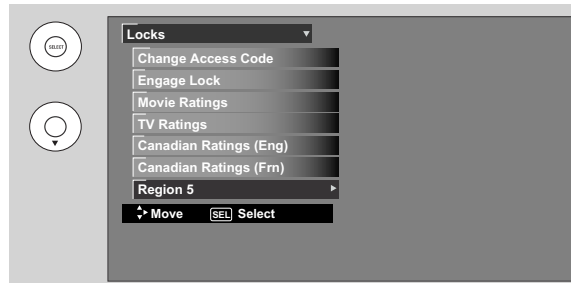 SELECT
Locks
Change Access Code
Engage Lock
Movie Ratings
TV Ratings
Canadian Ratings (Eng)
Canadian Ratings (Frn)
Region 5
Move SEL Select